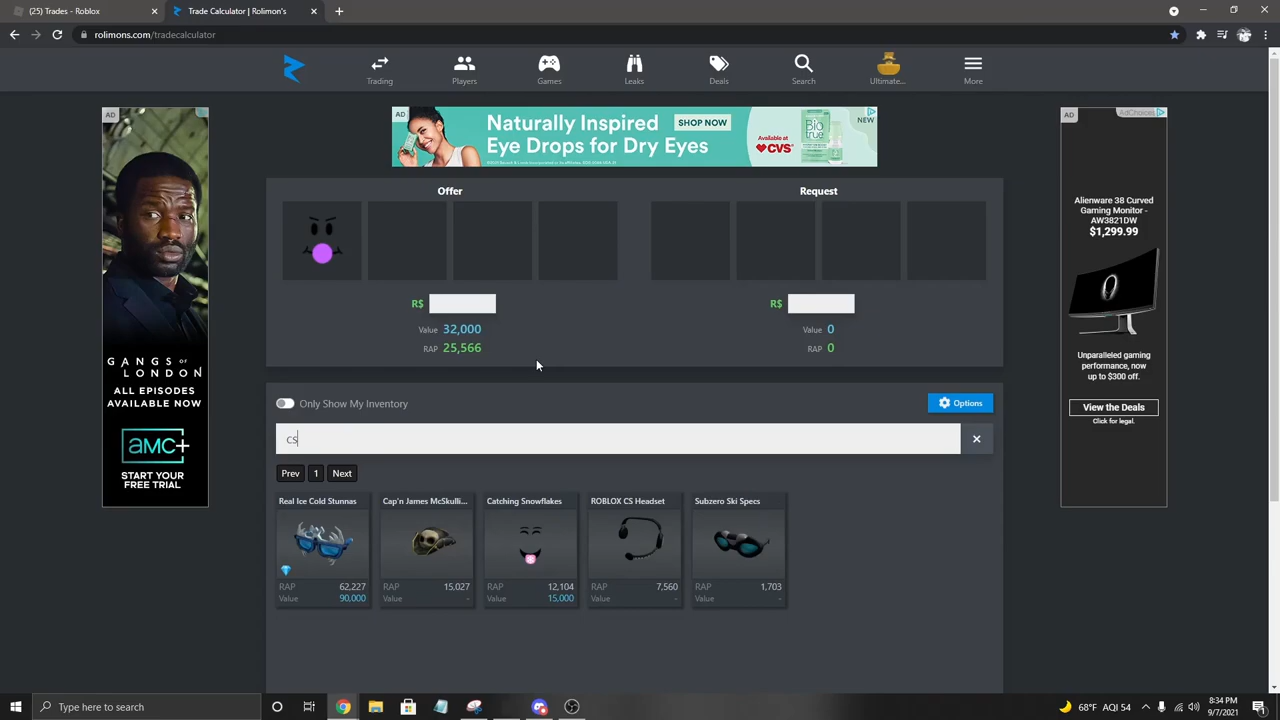 (25) Trades - Roblox
Trade Calculator | Rolimon's
rolimons.com/tradecalculator
Trading
Players
Games
Leaks
Deals
Search
Ultimate...
More
AD
GANGS OF
LONDON
ALL EPISODES
AVAILABLE NOW
amc+
START YOUR
FREE TRIAL
AD
Naturally Inspired
Eye Drops for Dry Eyes
SHOP NOW
Available at
CVS
Bio
true
NEW
AD
AdChoices
Alienware 38 Curved
Gaming Monitor -
AW3821DW
$1,299.99
Unparalleled gaming
performance, now
up to $300 off.
View the Deals
Click for legal.
Offer
Request
R$
R$
Value 32,000
RAP 25,566
Value 0
RAP 0
Only Show My Inventory
Options
cs
Prev 1 Next
Real Ice Cold Stunnas
RAP 62,227
Value 90,000
Cap'n James McSkulli...
RAP 15,027
Value -
Catching Snowflakes
RAP 12,104
Value 15,000
ROBLOX CS Headset
RAP 7,560
Value -
Subzero Ski Specs
RAP 1,703
Value -
Type here to search
68°F AQI 54
8:34 PM
9/7/2021